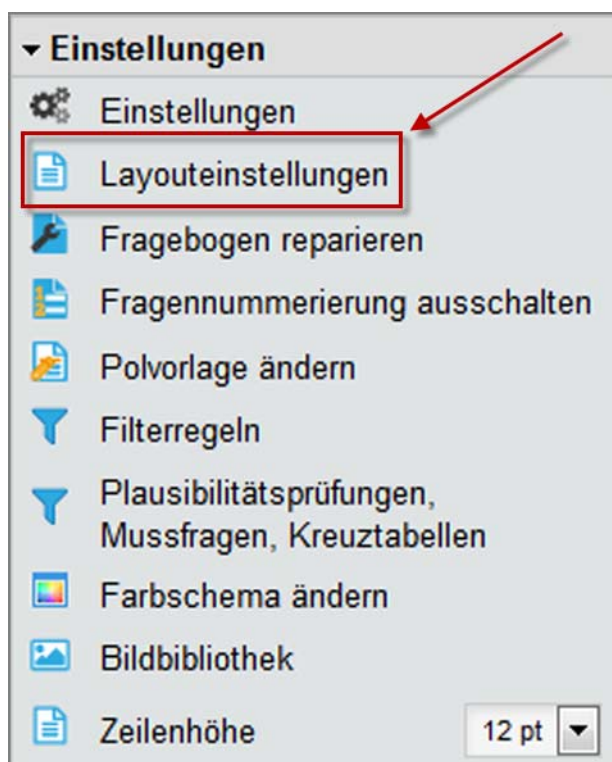 Einstellungen
Einstellungen
Layouteinstellungen
Fragebogen reparieren
Fragennummerierung ausschalten
Polvorlage ändern
Filterregeln
Plausibilitätsprüfungen,
Mussfragen, Kreuztabellen
Farbschema ändern
Bildbibliothek
Zeilenhöhe 12 pt